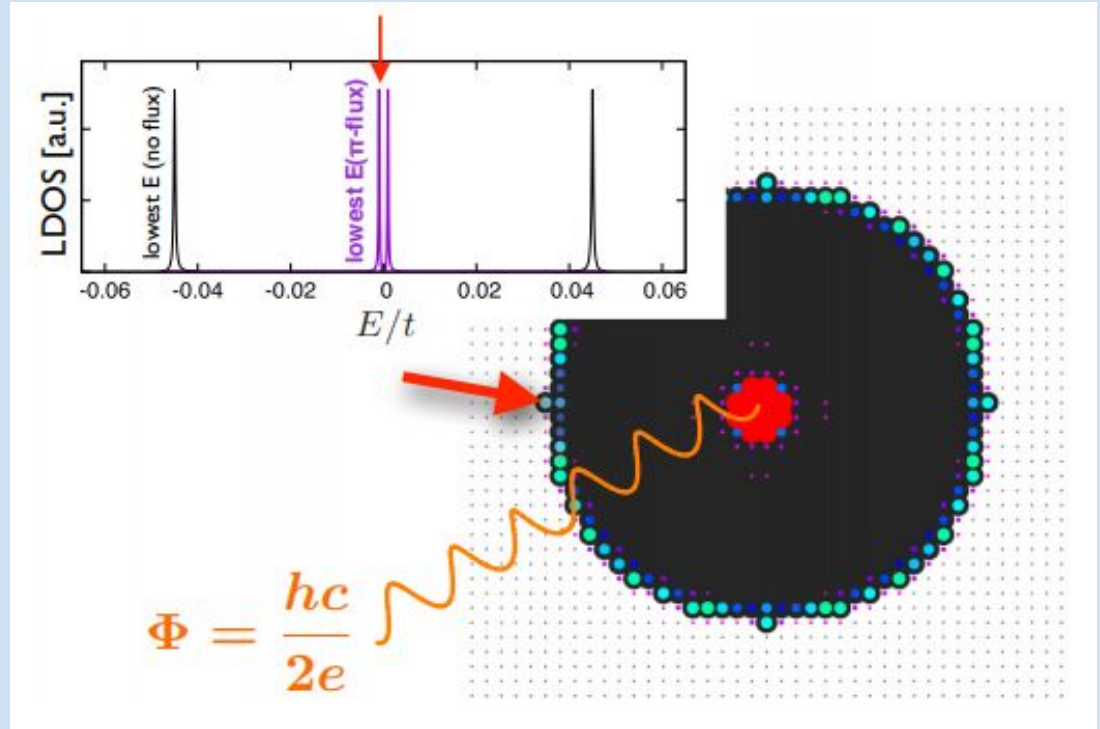 LDOS [a.u.]
lowest E (no flux)
lowest E(π-flux)
-0.06 -0.04 -0.02 0 0.02 0.04 0.06
E/t
Φ = hc/2e